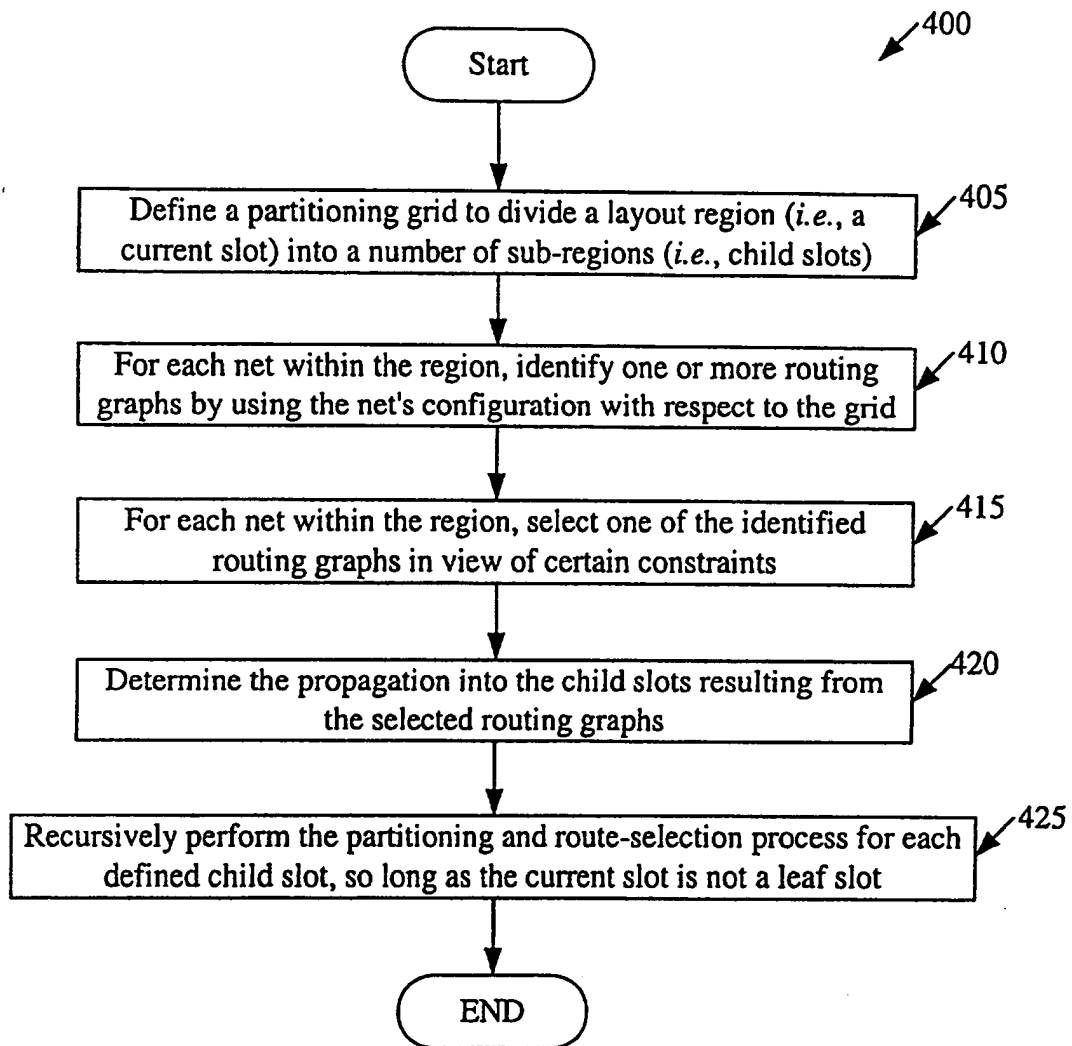 400
Start
405
Define a partitioning grid to divide a layout region (i.e., a
current slot) into a number of sub-regions (i.e., child slots)
410
For each net within the region, identify one or more routing
graphs by using the net's configuration with respect to the grid
415
For each net within the region, select one of the identified
routing graphs in view of certain constraints
420
Determine the propagation into the child slots resulting from
the selected routing graphs
425
Recursively perform the partitioning and route-selection process for each
defined child slot, so long as the current slot is not a leaf slot
END